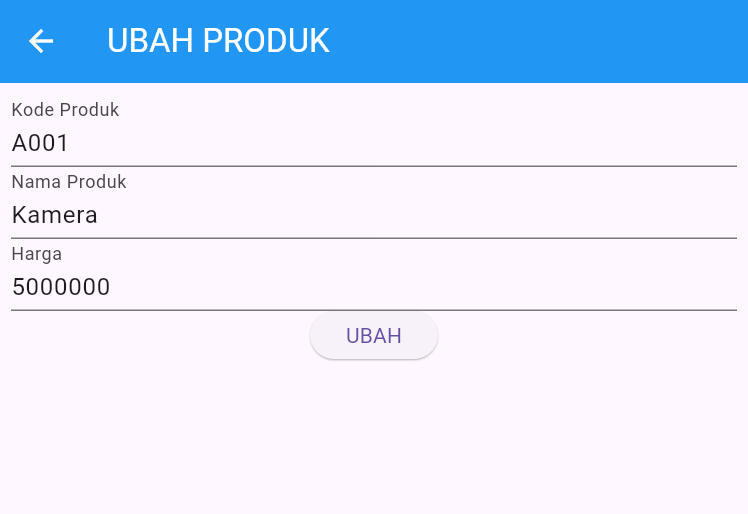 UBAH PRODUK
Kode Produk
A001
Nama Produk
Kamera
Harga
5000000
UBAH